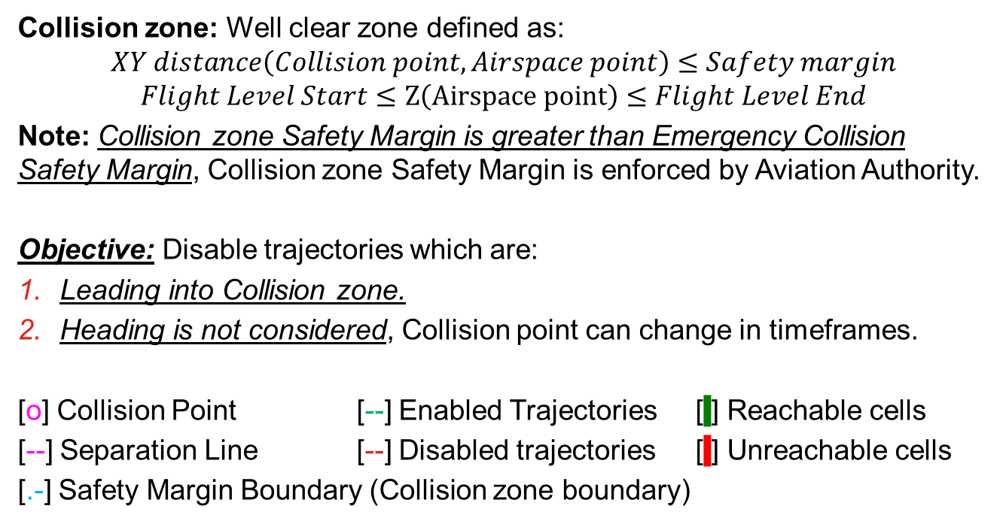 Collision zone: Well clear zone defined as:
XY distance(Collision point, Airspace point) ≤ Safety margin
Flight Level Start ≤ Z(Airspace point) ≤ Flight Level End
Note: Collision zone Safety Margin is greater than Emergency Collision
Safety Margin, Collision zone Safety Margin is enforced by Aviation Authority.
Objective: Disable trajectories which are:
1. Leading into Collision zone.
2. Heading is not considered, Collision point can change in timeframes.
[o] Collision Point [--] Enabled Trajectories [▮] Reachable cells
[--] Separation Line [--] Disabled trajectories [▮] Unreachable cells
[.-] Safety Margin Boundary (Collision zone boundary)